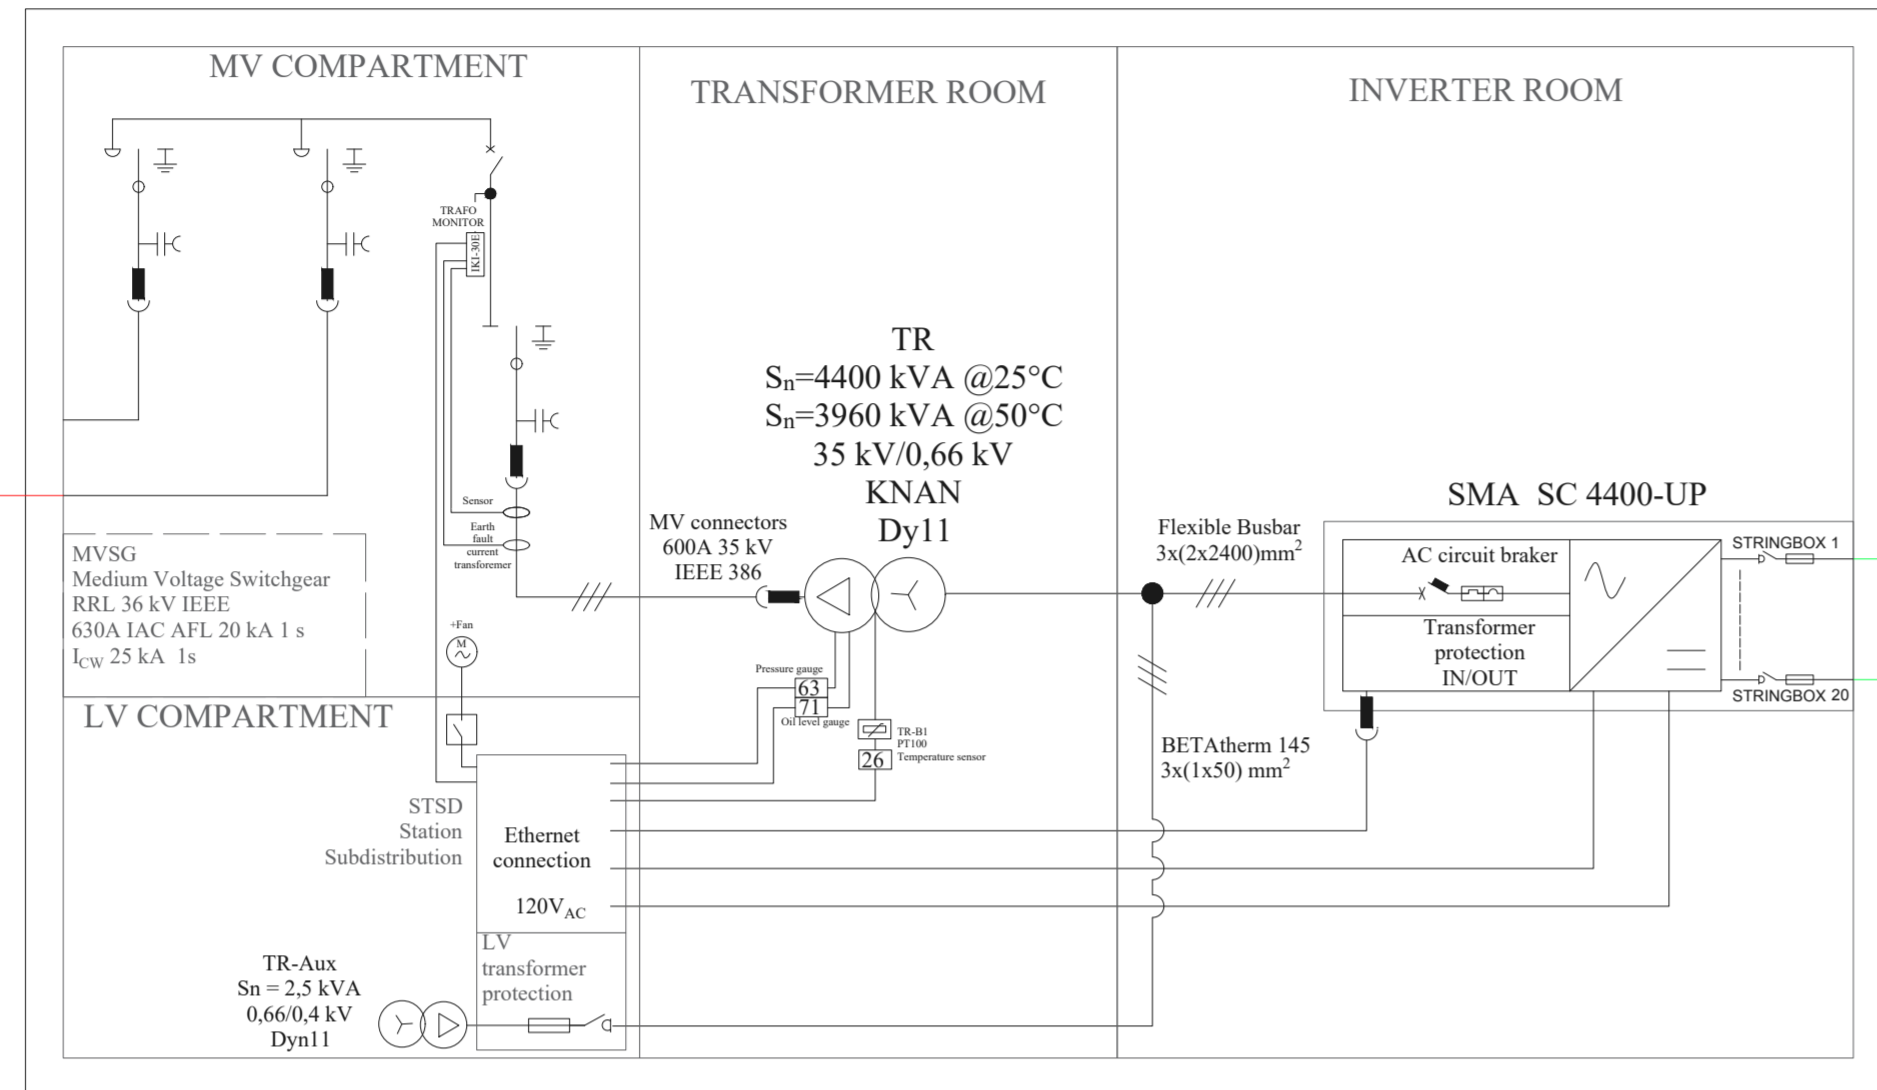 MV COMPARTMENT
TRANSFORMER ROOM
INVERTER ROOM
TRAFO
MONITOR
IKI-30E
Sensor
Earth
fault
current
transforemer
MVSG
Medium Voltage Switchgear
RRL 36 kV IEEE
630A IAC AFL 20 kA 1 s
I_CW 25 kA 1s
+Fan
M
LV COMPARTMENT
STSD
Station
Subdistribution
Ethernet
connection
120V_AC
LV
transformer
protection
TR-Aux
Sn = 2,5 kVA
0,66/0,4 kV
Dyn11
TR
Sn=4400 kVA @25°C
Sn=3960 kVA @50°C
35 kV/0,66 kV
KNAN
Dy11
MV connectors
600A 35 kV
IEEE 386
Pressure gauge
63
71
Oil level gauge
TR-B1
PT100
26 Temperature sensor
Flexible Busbar
3x(2x2400)mm²
BETAtherm 145
3x(1x50) mm²
SMA SC 4400-UP
AC circuit braker
Transformer
protection
IN/OUT
STRINGBOX 1
STRINGBOX 20